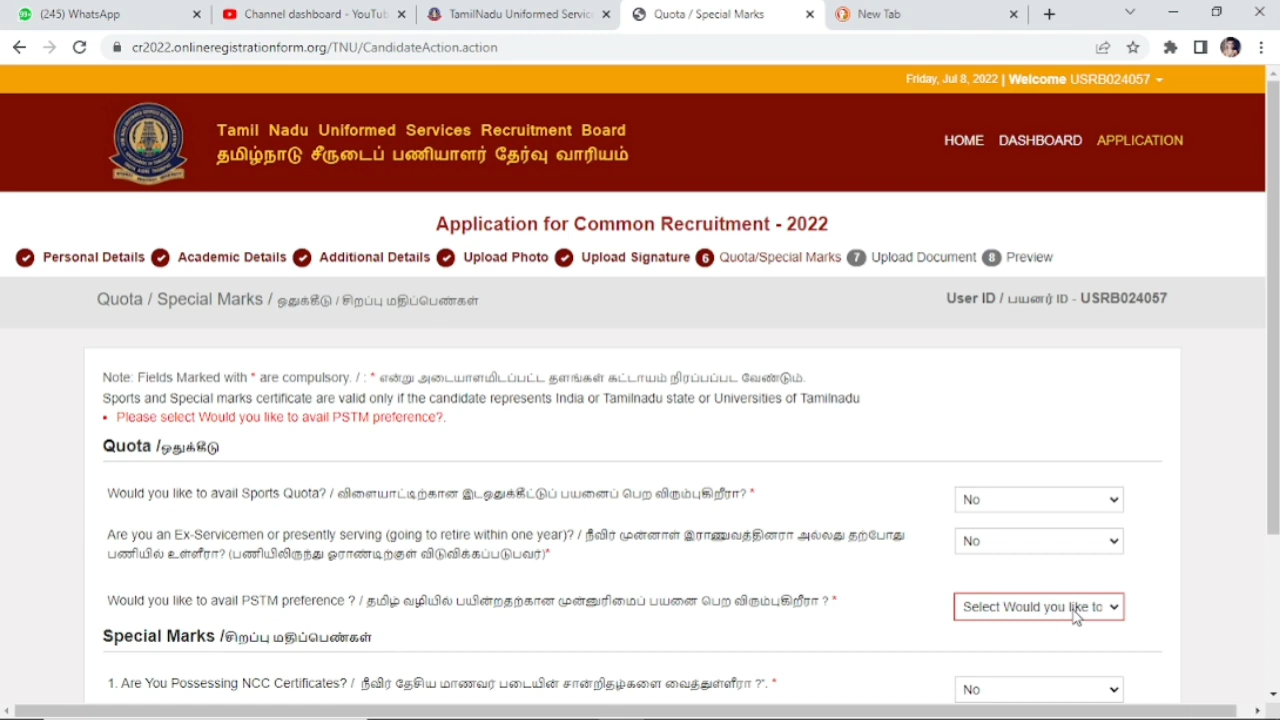 (245) WhatsApp
Channel dashboard - YouTub
TamilNadu Uniformed Service
Quota / Special Marks
New Tab
cr2022.onlineregistrationform.org/TNU/CandidateAction.action
Friday, Jul 8, 2022 | Welcome USRB024057
Tamil Nadu Uniformed Services Recruitment Board
தமிழ்நாடு சீருடைப் பணியாளர் தேர்வு வாரியம்
HOME DASHBOARD APPLICATION
Application for Common Recruitment - 2022
Personal Details Academic Details Additional Details Upload Photo Upload Signature 6 Quota/Special Marks 7 Upload Document 8 Preview
Quota / Special Marks / ஒதுக்கீடு / சிறப்பு மதிப்பெண்கள்
User ID / பயனர் ID - USRB024057
Note: Fields Marked with * are compulsory. / : * என்று அடையாளமிடப்பட்ட தளங்கள் கட்டாயம் நிரப்பப்பட வேண்டும்.
Sports and Special marks certificate are valid only if the candidate represents India or Tamilnadu state or Universities of Tamilnadu
• Please select Would you like to avail PSTM preference?.
Quota /ஒதுக்கீடு
Would you like to avail Sports Quota? / விளையாட்டிற்கான இடஒதுக்கீட்டுப் பயனைப் பெற விரும்புகிறீரா? *
No
Are you an Ex-Servicemen or presently serving (going to retire within one year)? / நீவிர் முன்னாள் இராணுவத்தினரா அல்லது தற்போது
பணியில் உள்ளீரா? (பணியிலிருந்து ஓராண்டிற்குள் விடுவிக்கப்படுபவர்)*
No
Would you like to avail PSTM preference ? / தமிழ் வழியில் பயின்றதற்கான முன்னுரிமைப் பயனை பெற விரும்புகிறீரா ? *
Select Would you like to
Special Marks /சிறப்பு மதிப்பெண்கள்
1. Are You Possessing NCC Certificates? / நீவிர் தேசிய மாணவர் படையின் சான்றிதழ்களை வைத்துள்ளீரா ?". *
No